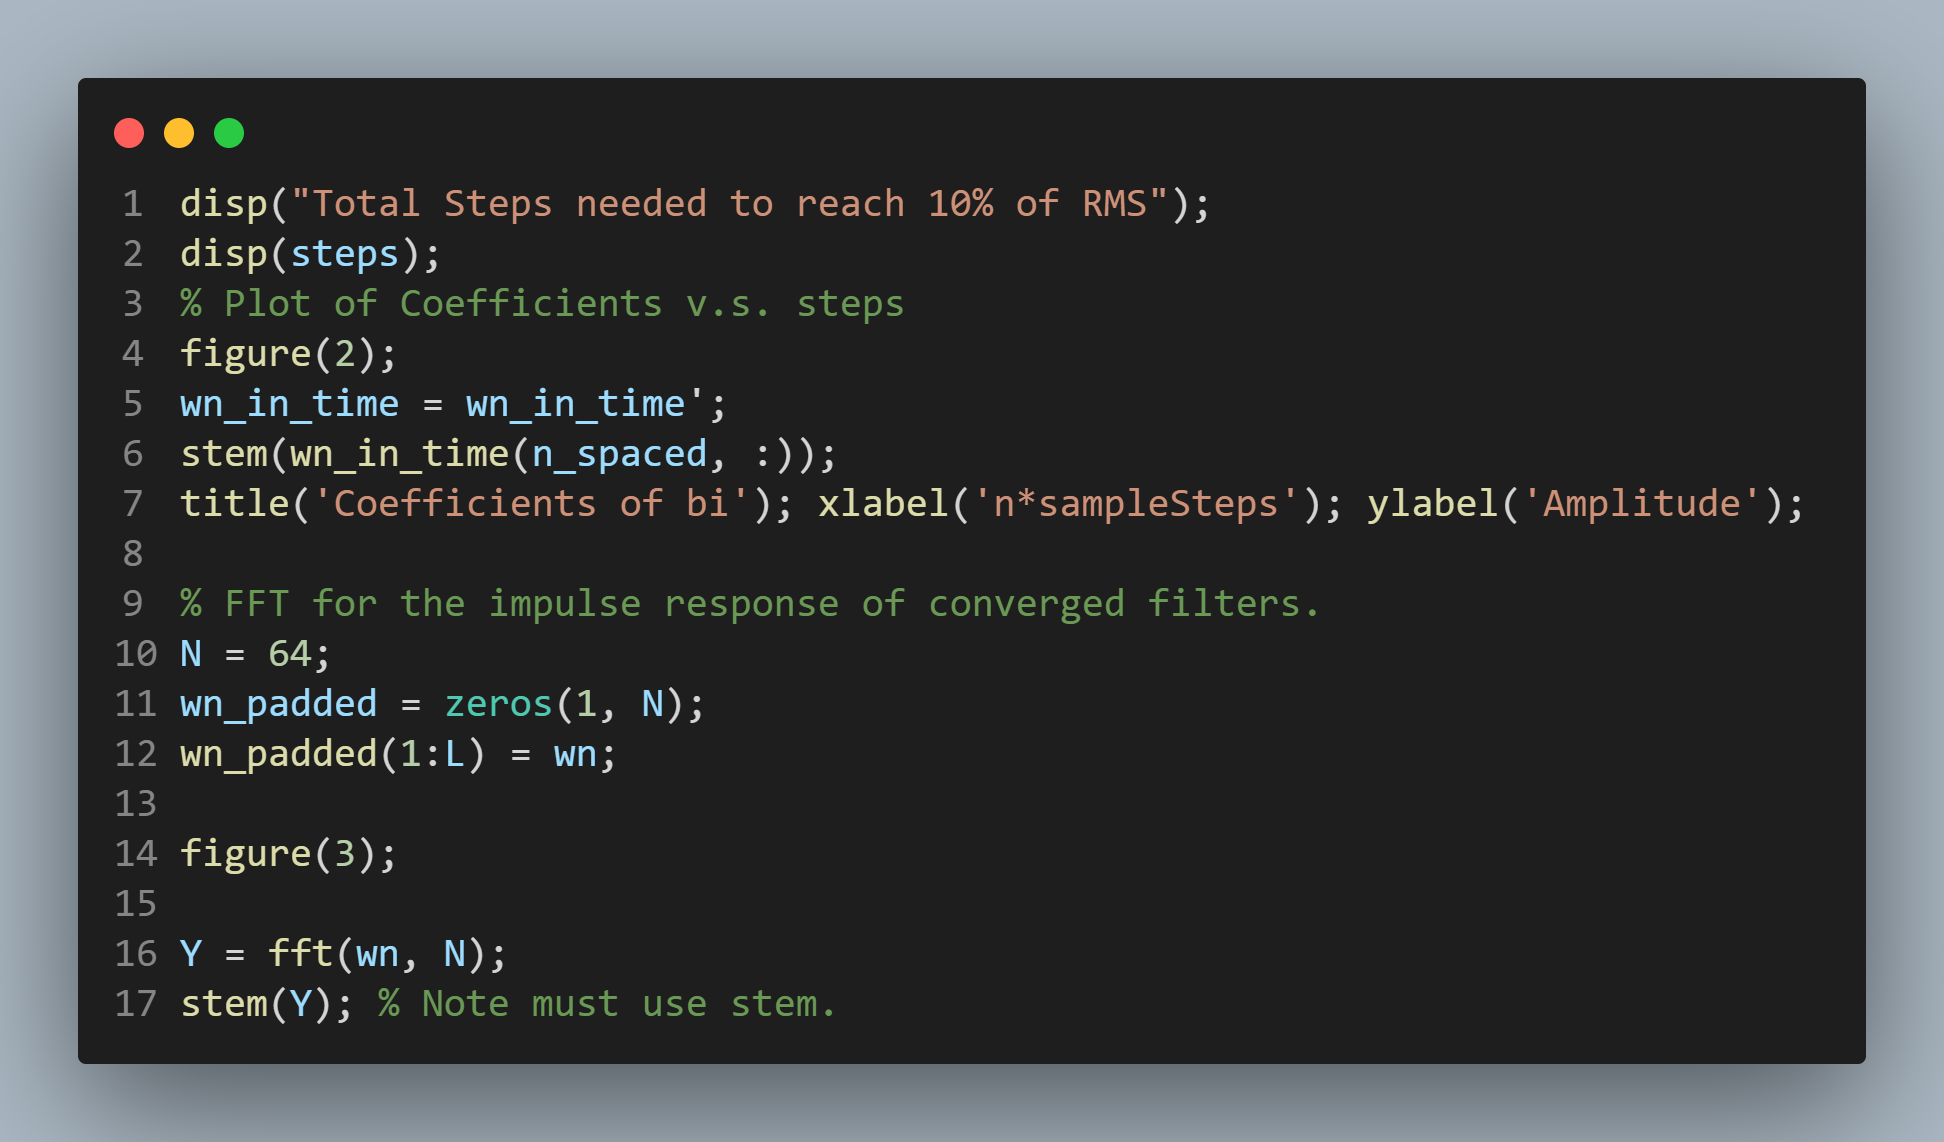 1 disp("Total Steps needed to reach 10% of RMS");
2 disp(steps);
3 % Plot of Coefficients v.s. steps
4 figure(2);
5 wn_in_time = wn_in_time';
6 stem(wn_in_time(n_spaced, :));
7 title('Coefficients of bi'); xlabel('n*sampleSteps'); ylabel('Amplitude');
8
9 % FFT for the impulse response of converged filters.
10 N = 64;
11 wn_padded = zeros(1, N);
12 wn_padded(1:L) = wn;
13
14 figure(3);
15
16 Y = fft(wn, N);
17 stem(Y); % Note must use stem.